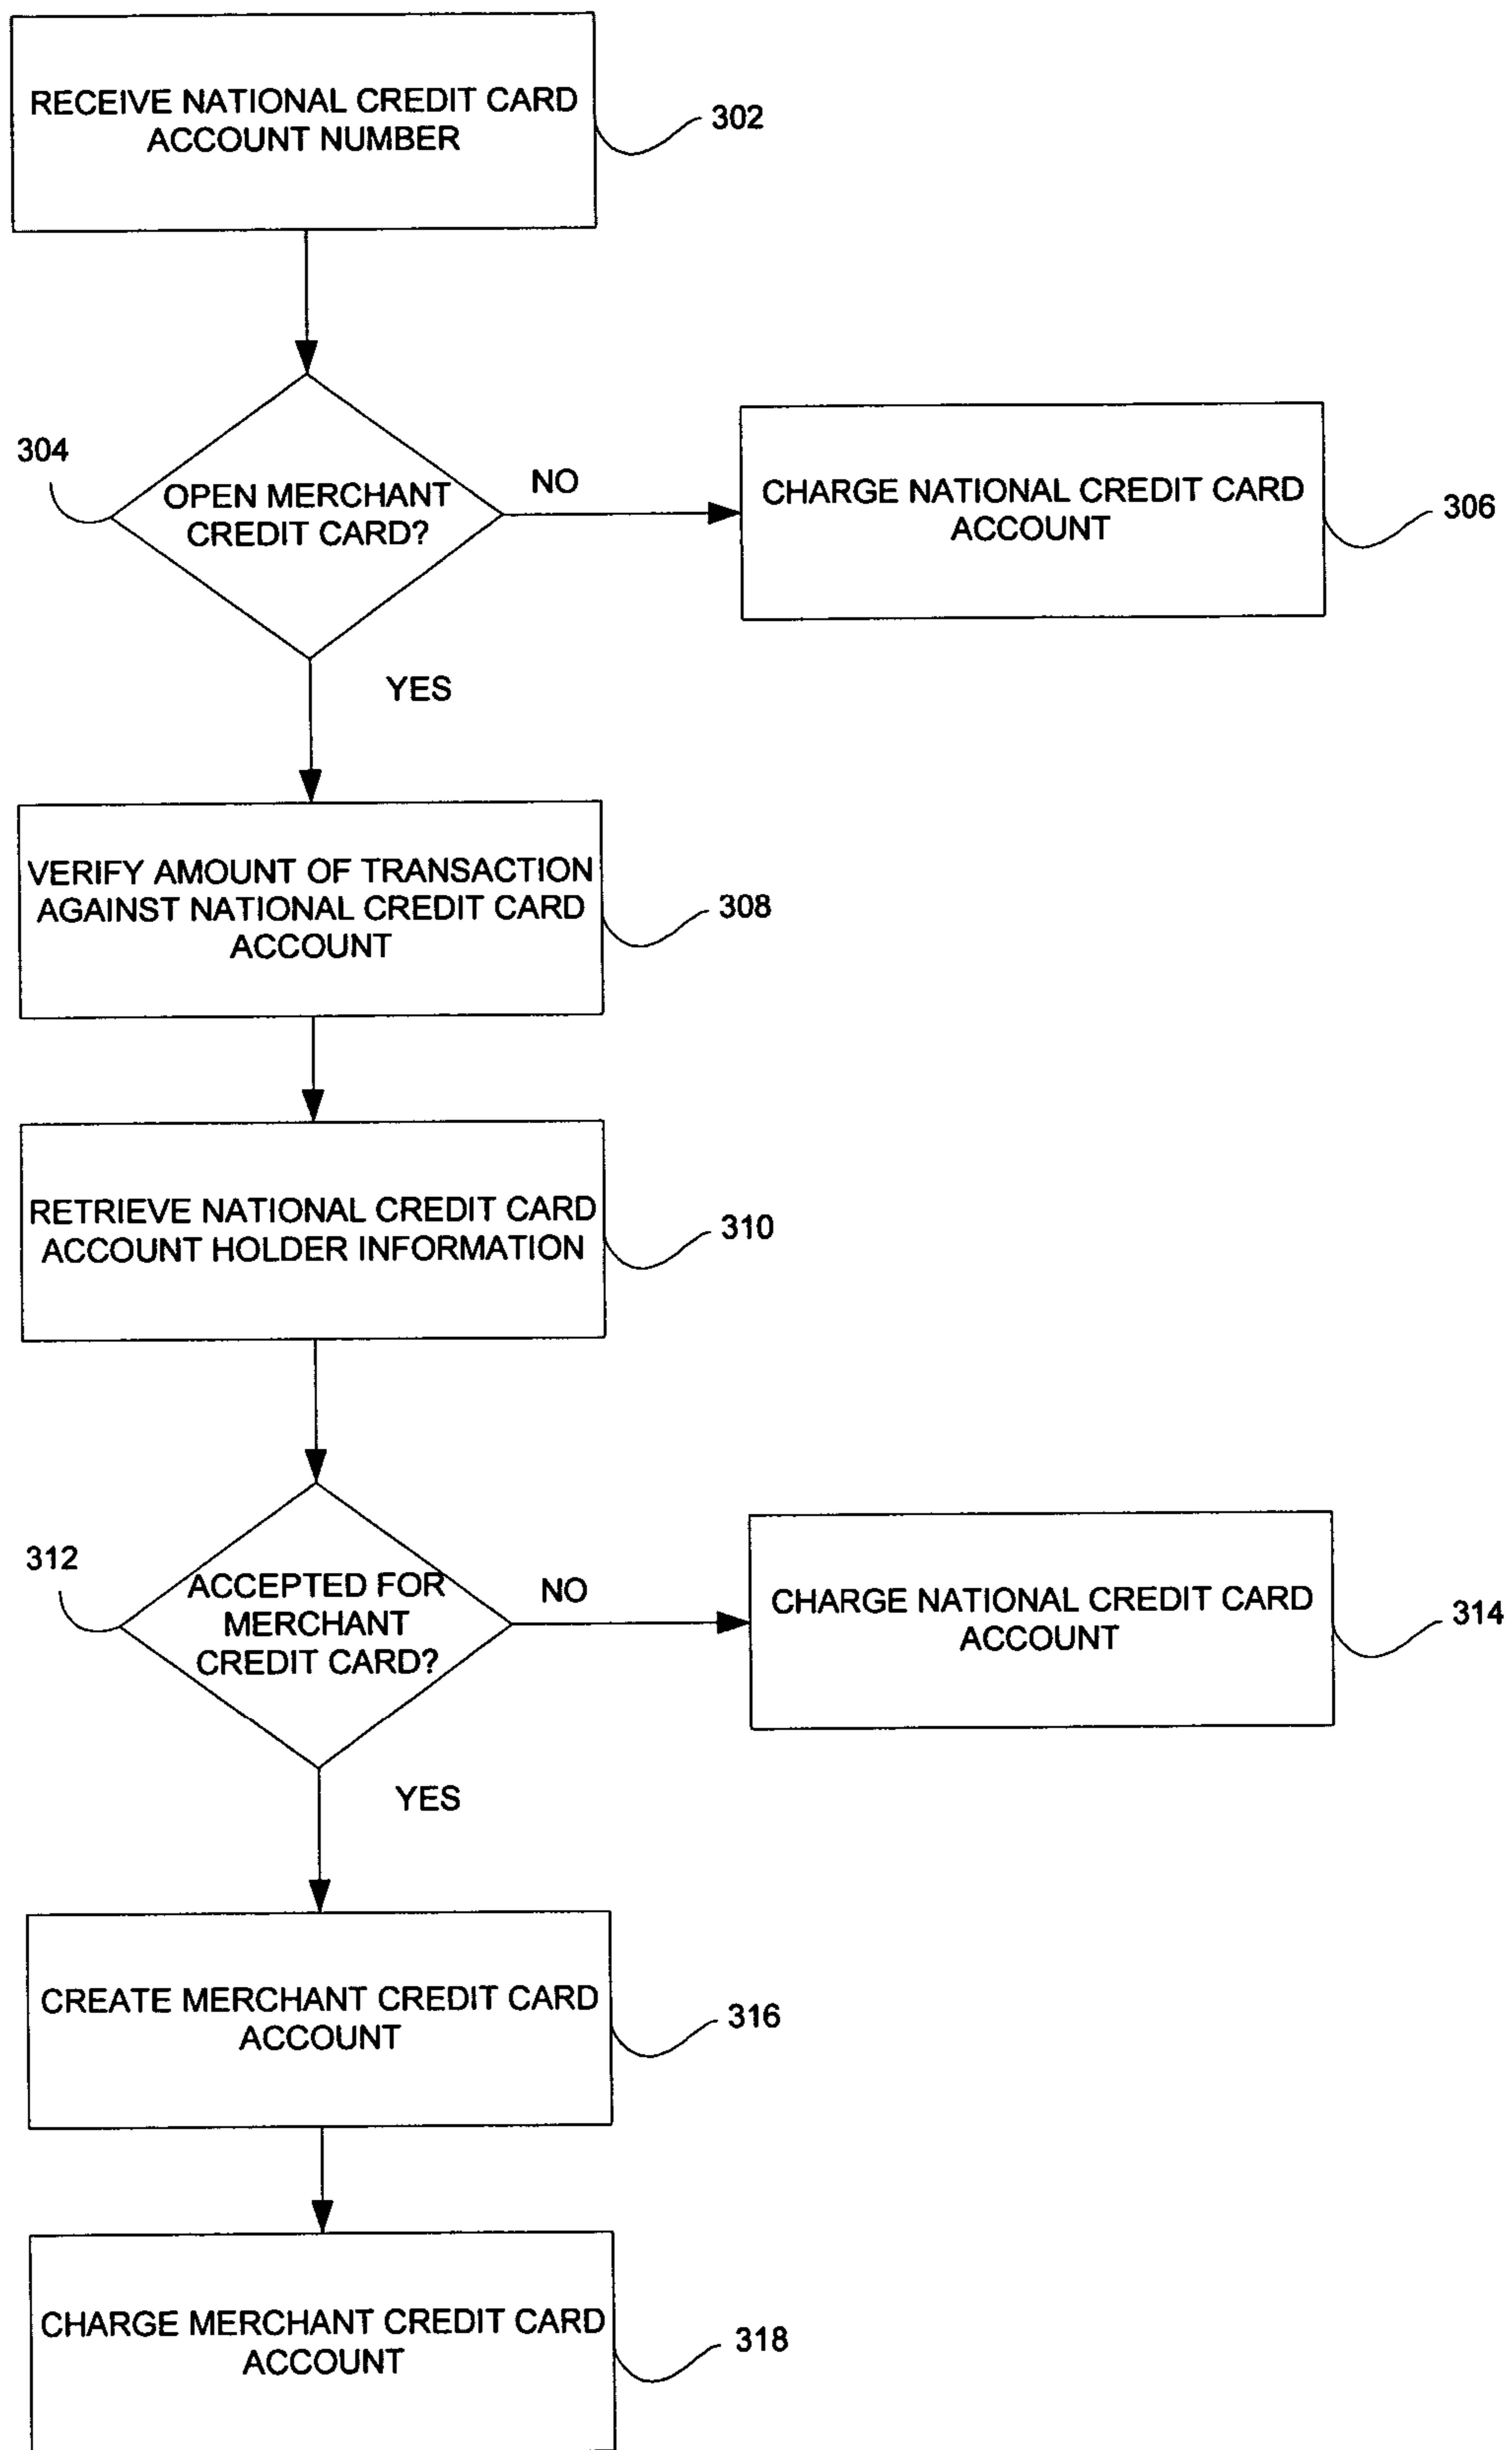 RECEIVE NATIONAL CREDIT CARD
ACCOUNT NUMBER
302
304
OPEN MERCHANT
CREDIT CARD?
NO
CHARGE NATIONAL CREDIT CARD
ACCOUNT
306
YES
VERIFY AMOUNT OF TRANSACTION
AGAINST NATIONAL CREDIT CARD
ACCOUNT
308
RETRIEVE NATIONAL CREDIT CARD
ACCOUNT HOLDER INFORMATION
310
312
ACCEPTED FOR
MERCHANT
CREDIT CARD?
NO
CHARGE NATIONAL CREDIT CARD
ACCOUNT
314
YES
CREATE MERCHANT CREDIT CARD
ACCOUNT
316
CHARGE MERCHANT CREDIT CARD
ACCOUNT
318